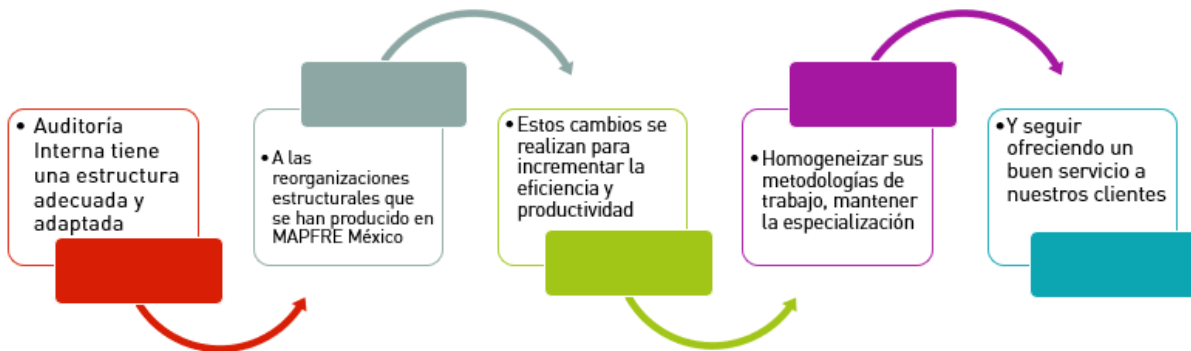 • Auditoría
Interna tiene
una estructura
adecuada y
adaptada
• A las
reorganizaciones
estructurales que
se han producido en
MAPFRE México
• Estos cambios se
realizan para
incrementar la
eficiencia y
productividad
• Homogeneizar sus
metodologías de
trabajo, mantener
la especialización
• Y seguir
ofreciendo un
buen servicio a
nuestros clientes